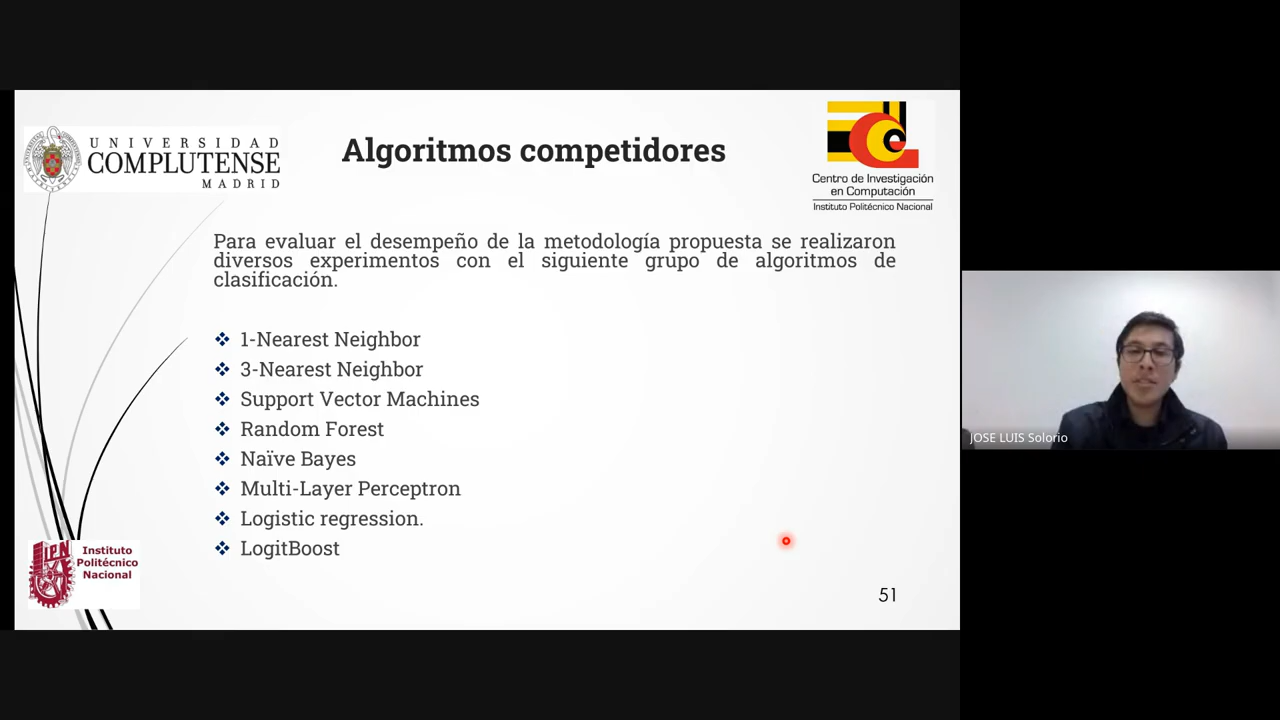 UNIVERSIDAD
COMPLUTENSE
MADRID
Algoritmos competidores
Centro de Investigación
en Computación
Instituto Politécnico Nacional
Para evaluar el desempeño de la metodología propuesta se realizaron
diversos experimentos con el siguiente grupo de algoritmos de
clasificación.
❖ 1-Nearest Neighbor
❖ 3-Nearest Neighbor
❖ Support Vector Machines
❖ Random Forest
❖ Naïve Bayes
❖ Multi-Layer Perceptron
❖ Logistic regression.
❖ LogitBoost
IPN
Instituto
Politécnico
Nacional
51
JOSE LUIS Solorio